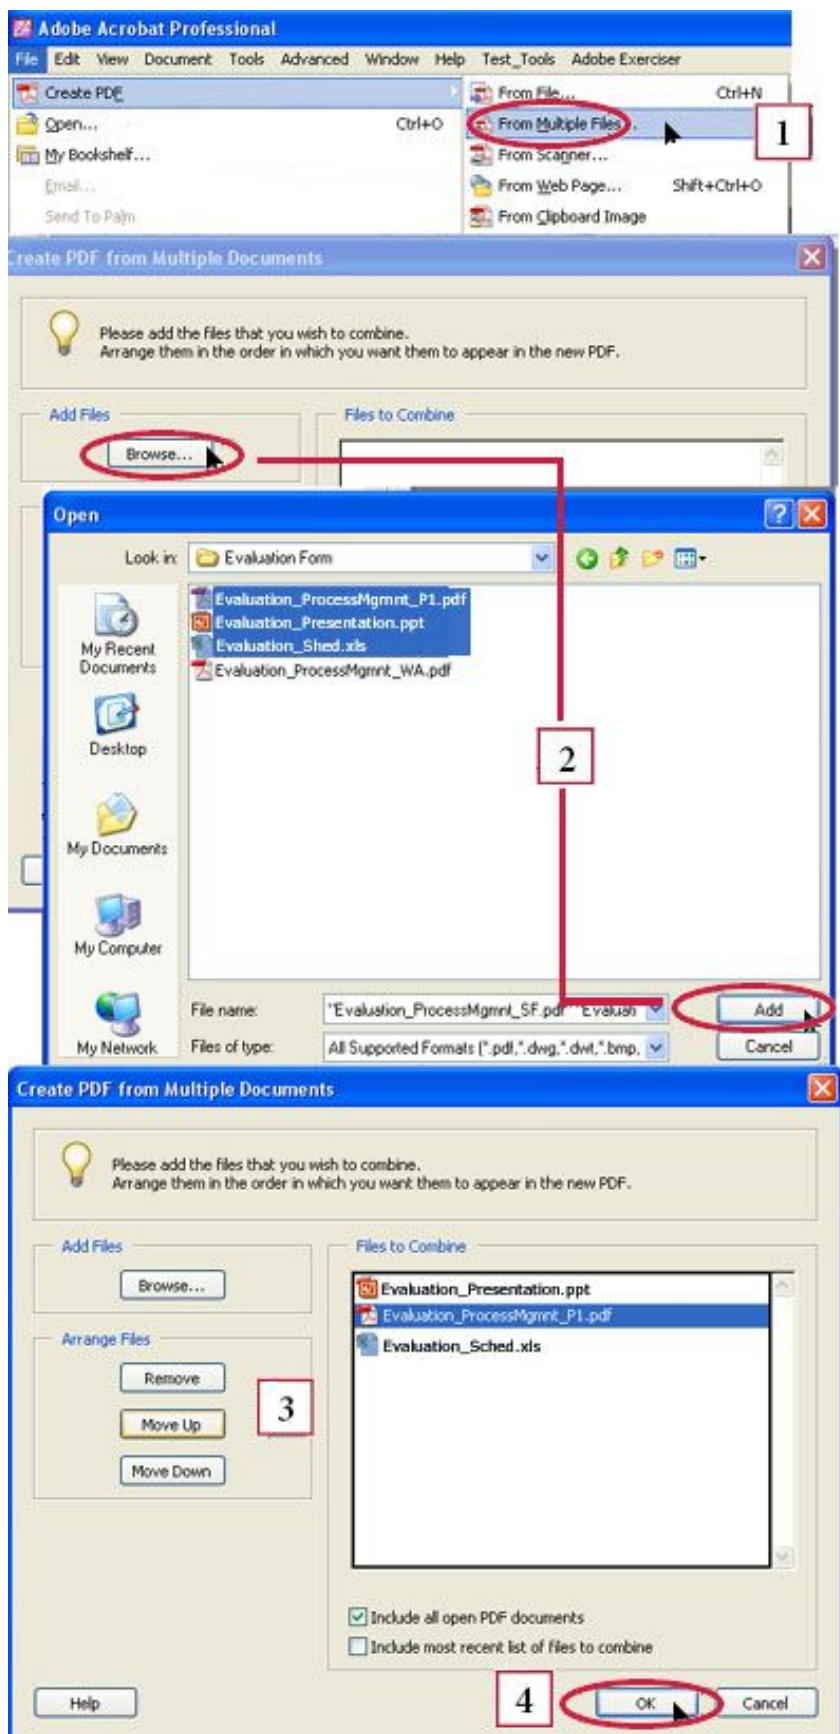 Adobe Acrobat Professional
File Edit View Document Tools Advanced Window Help Test_Tools Adobe Exerciser
Create PDF
From File... Ctrl+N
Open... Ctrl+O
From Multiple Files...
1
My Bookshelf...
From Scanner...
Email...
From Web Page... Shift+Ctrl+O
Send To Palm
From Clipboard Image
Create PDF from Multiple Documents
Please add the files that you wish to combine.
Arrange them in the order in which you want them to appear in the new PDF.
Add Files
Files to Combine
Browse...
Open
Look in: Evaluation Form
Evaluation_ProcessMgmnt_P1.pdf
Evaluation_Presentation.ppt
Evaluation_Shed.xls
Evaluation_ProcessMgmnt_WA.pdf
My Recent
Documents
Desktop
2
My Documents
My Computer
My Network
File name: "Evaluation_ProcessMgmnt_SF.pdf" "Evaluati
Add
Files of type: All Supported Formats (*.pdf,*.dwg,*.dwt,*.bmp,
Cancel
Create PDF from Multiple Documents
Please add the files that you wish to combine.
Arrange them in the order in which you want them to appear in the new PDF.
Add Files
Files to Combine
Browse...
Evaluation_Presentation.ppt
Evaluation_ProcessMgmnt_P1.pdf
Evaluation_Sched.xls
Arrange Files
Remove
3
Move Up
Move Down
Include all open PDF documents
Include most recent list of files to combine
Help
4
OK
Cancel